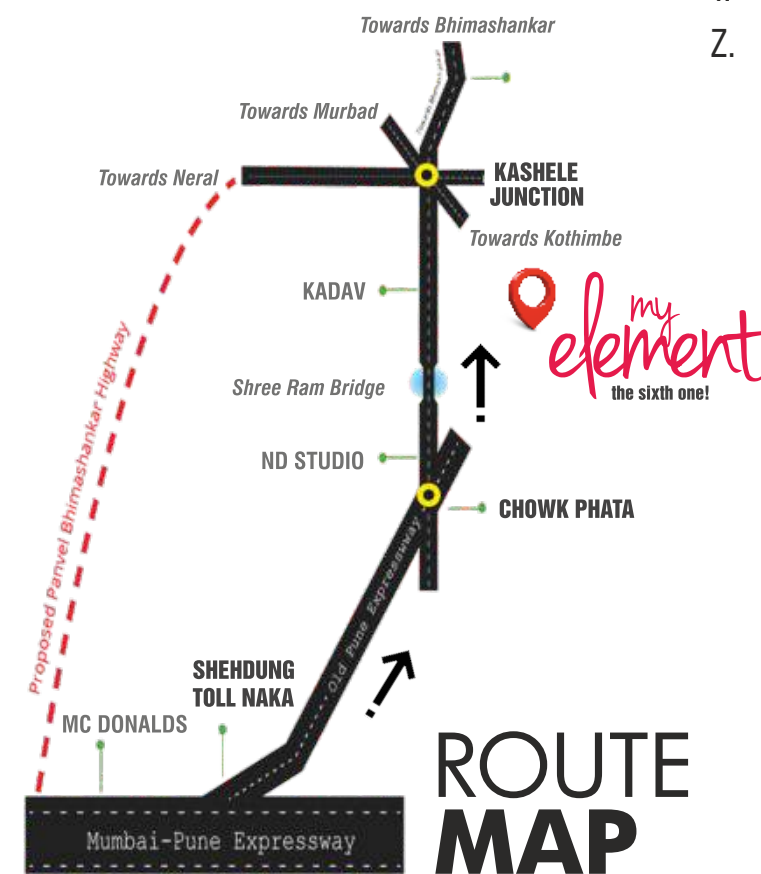 Z.
Towards Bhimashankar
Towards Bhimashankar
Towards Murbad
Towards Neral
KASHELE
JUNCTION
Towards Kothimbe
KADAV
my
element
the sixth one!
Shree Ram Bridge
ND STUDIO
CHOWK PHATA
Proposed Panvel Bhimashankar Highway
Old Pune Expressway
SHEHDUNG
TOLL NAKA
MC DONALDS
ROUTE
MAP
Mumbai-Pune Expressway